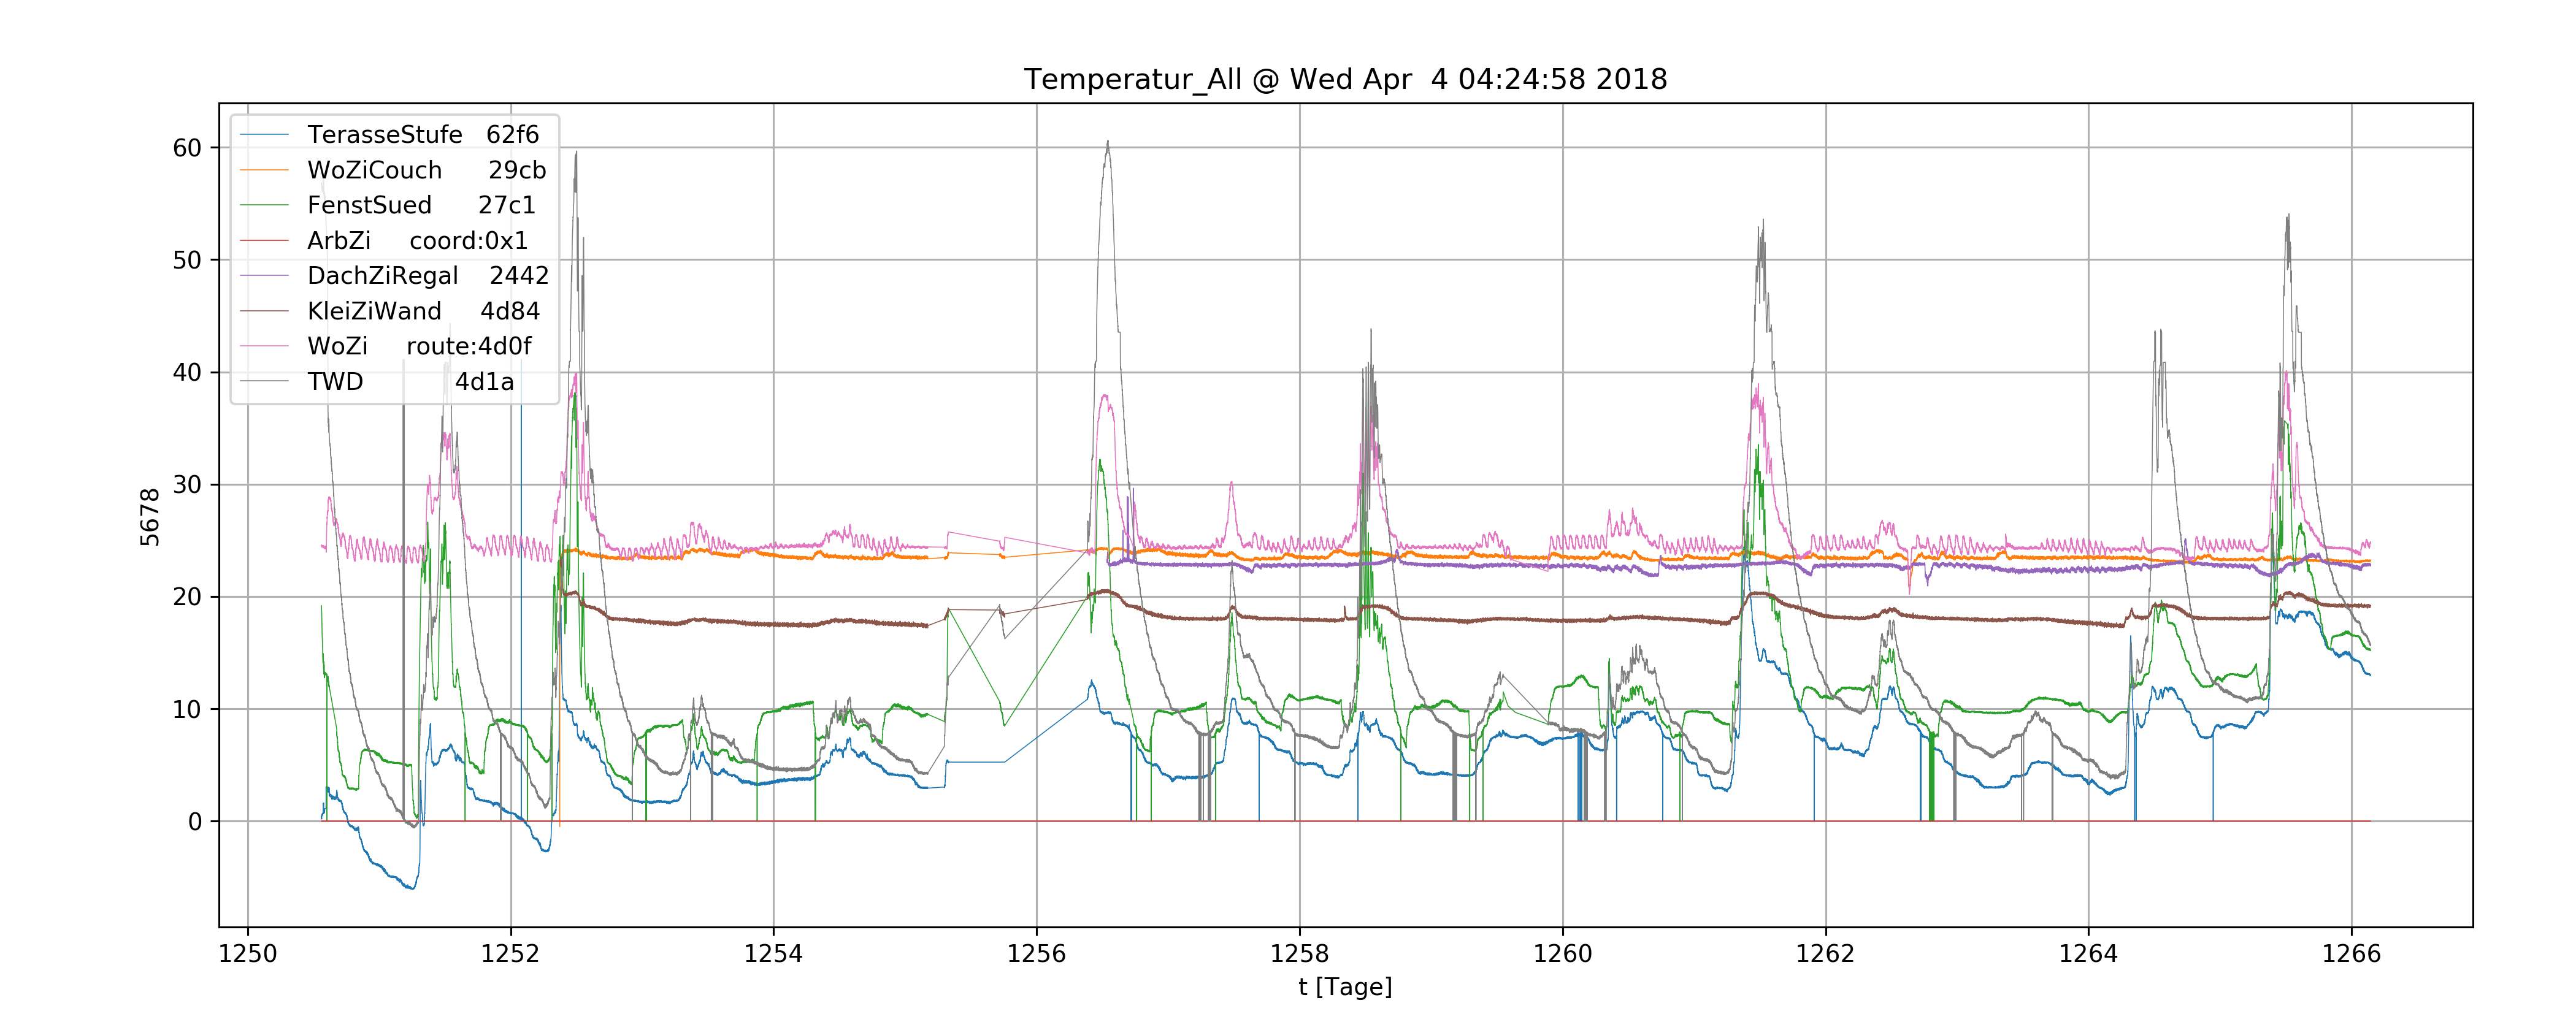 Temperatur_All @ Wed Apr  4 04:24:58 2018
TerasseStufe   62f6
WoZiCouch      29cb
FenstSued      27c1
ArbZi     coord:0x1
DachZiRegal    2442
KleiZiWand     4d84
WoZi     route:4d0f
TWD            4d1a
60
50
40
30
20
10
0
5678
1250 1252 1254 1256 1258 1260 1262 1264 1266
t [Tage]